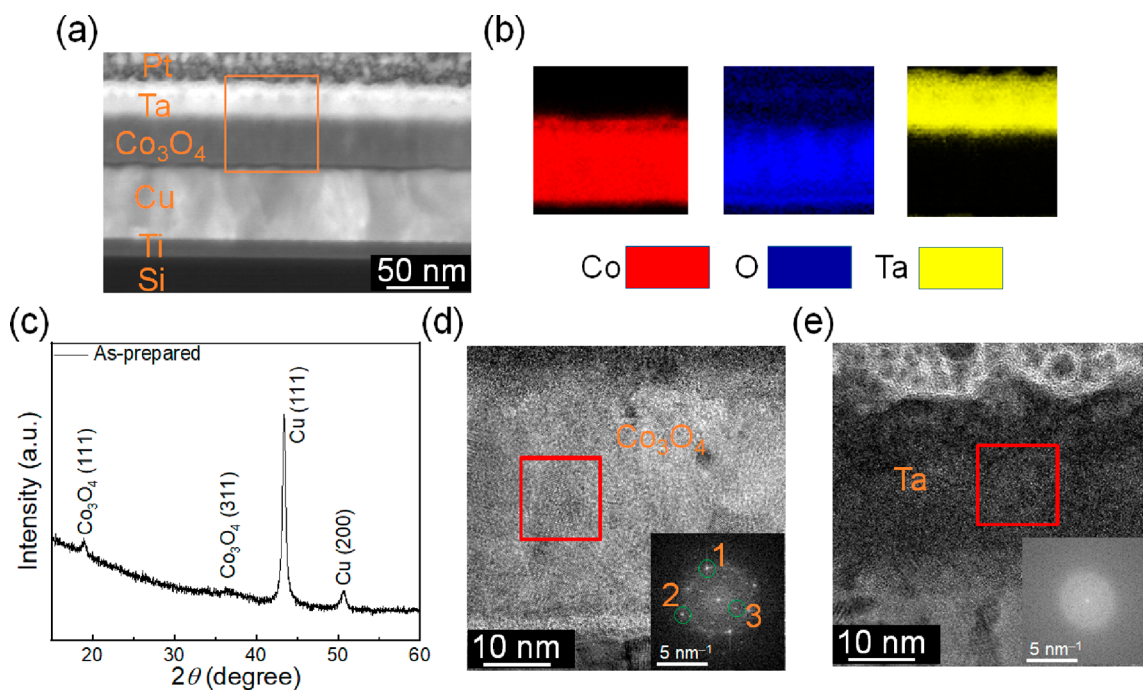 (a)
Pt
Ta
Co₃O₄
Cu
Ti
Si
50 nm
(b)
Co
O
Ta
(c)
As-prepared
Intensity (a.u.)
Co₃O₄ (111)
Co₃O₄ (311)
Cu (111)
Cu (200)
20 30 40 50 60
2θ (degree)
(d)
Co₃O₄
1
2
3
10 nm
5 nm⁻¹
(e)
Ta
10 nm
5 nm⁻¹